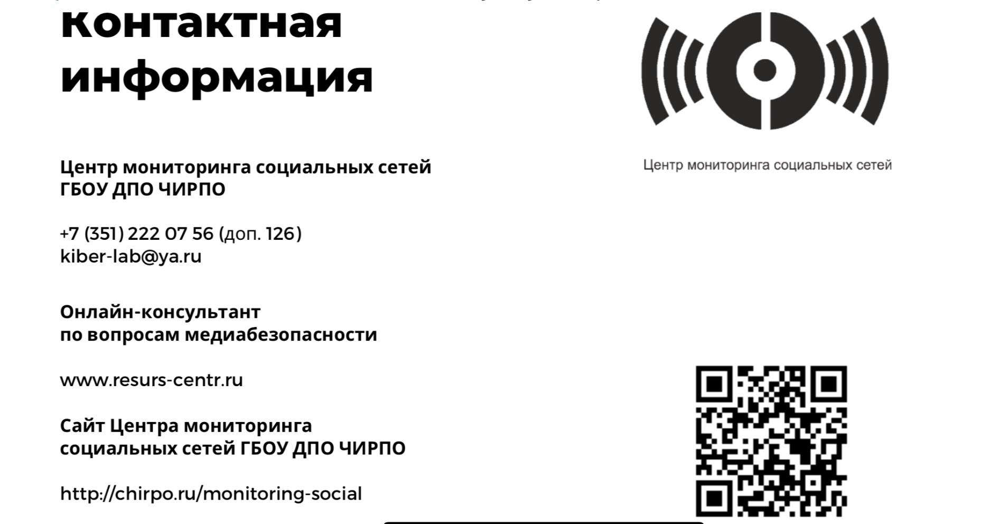 Контактная
информация
Центр мониторинга социальных сетей
Центр мониторинга социальных сетей
ГБОУ ДПО ЧИРПО
+7 (351) 222 07 56 (доп. 126)
kiber-lab@ya.ru
Онлайн-консультант
по вопросам медиабезопасности
www.resurs-centr.ru
Сайт Центра мониторинга
социальных сетей ГБОУ ДПО ЧИРПО
http://chirpo.ru/monitoring-social